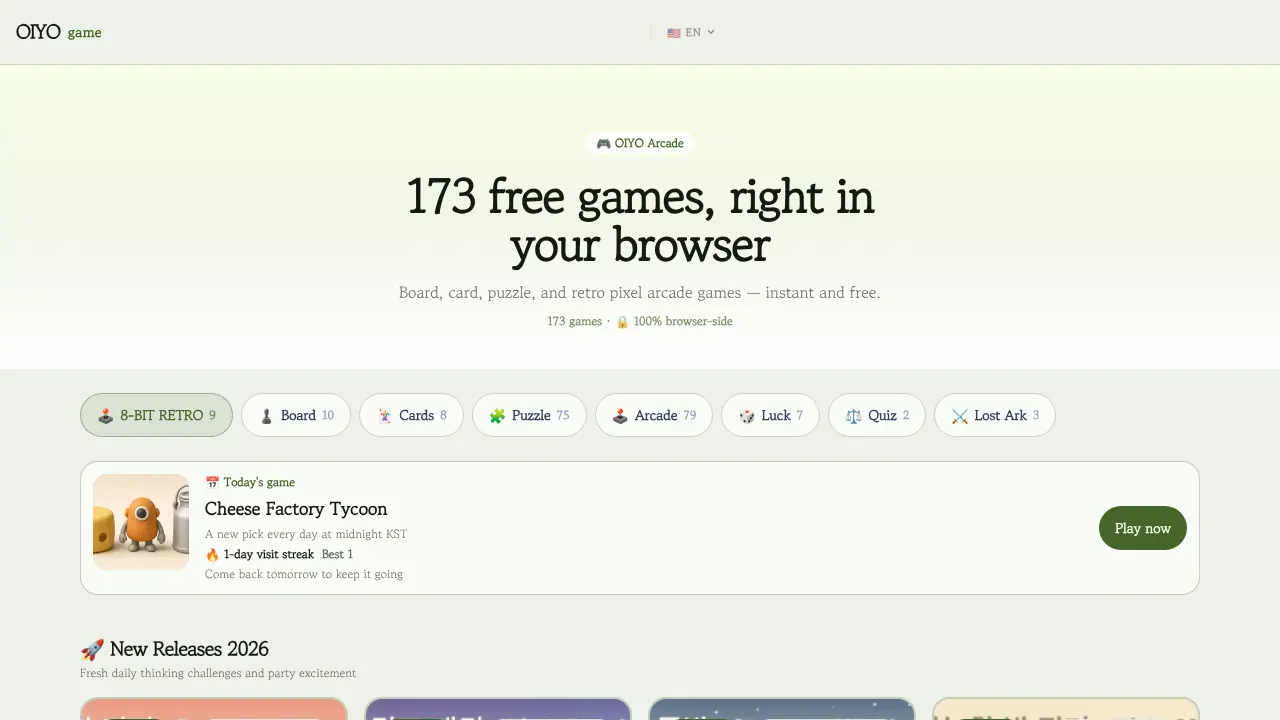 OIYO game
EN
OIYO Arcade
173 free games, right in
your browser
Board, card, puzzle, and retro pixel arcade games — instant and free.
173 games · 100% browser-side
8-BIT RETRO 9
Board 10
Cards 8
Puzzle 75
Arcade 79
Luck 7
Quiz 2
Lost Ark 3
Today's game
Cheese Factory Tycoon
A new pick every day at midnight KST
1-day visit streak Best 1
Come back tomorrow to keep it going
Play now
New Releases 2026
Fresh daily thinking challenges and party excitement